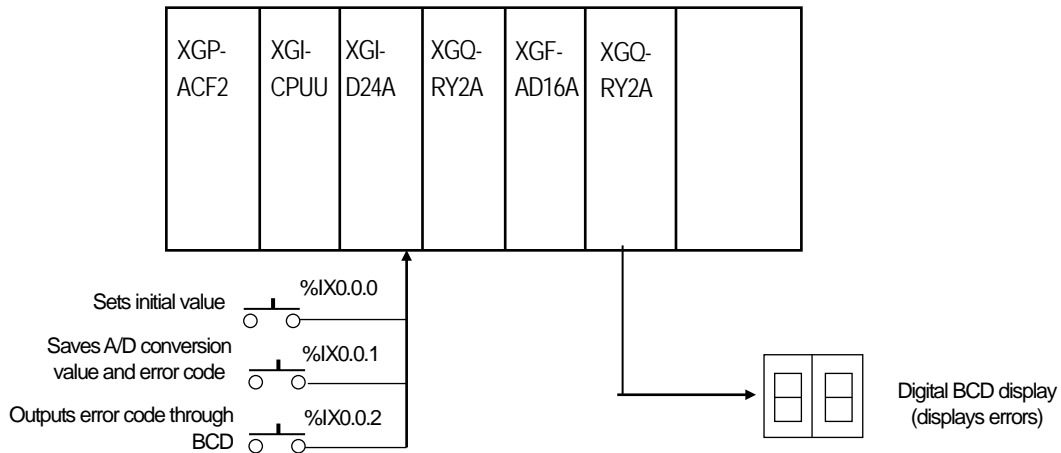 XGP-
ACF2
XGI-
CPUU
XGI-
D24A
XGQ-
RY2A
XGF-
AD16A
XGQ-
RY2A
Sets initial value
%IX0.0.0
Saves A/D conversion
value and error code
%IX0.0.1
Outputs error code through
BCD
%IX0.0.2
Digital BCD display
(displays errors)